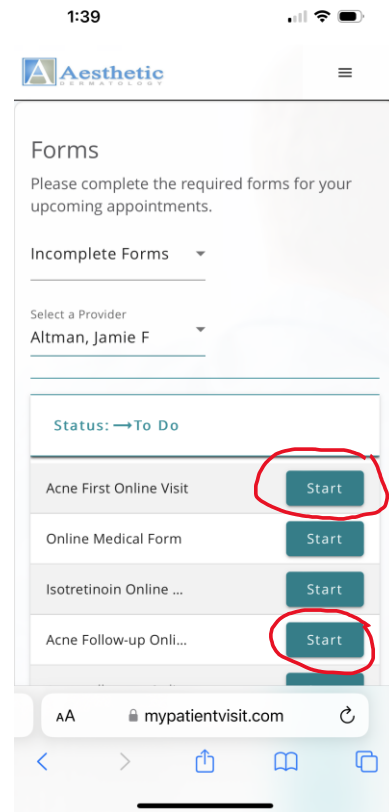 1:39
Aesthetic
DERMATOLOGY
Forms
Please complete the required forms for your
upcoming appointments.
Incomplete Forms
Select a Provider
Altman, Jamie F
Status: →To Do
Acne First Online Visit Start
Online Medical Form Start
Isotretinoin Online ... Start
Acne Follow-up Onli... Start
AA mypatientvisit.com